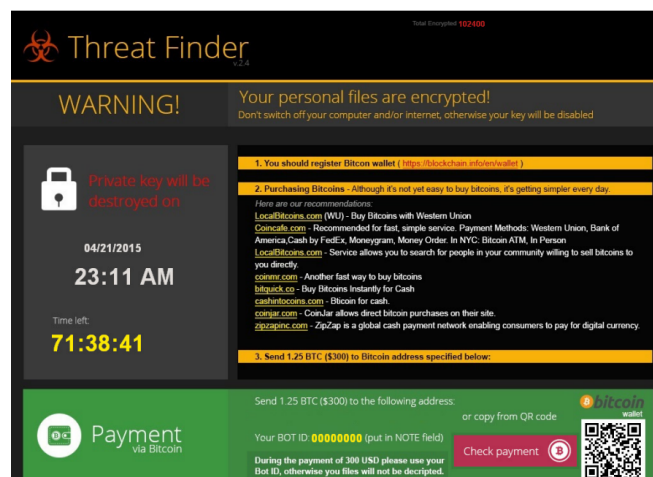 Total Encrypted 102400
Threat Finder
v.2.4
WARNING!
Your personal files are encrypted!
Don't switch off your computer and/or internet, otherwise your key will be disabled
Private key will be
destroyed on
04/21/2015
23:11 AM
Time left:
71:38:41
1. You should register Bitcon wallet ( https://blockchain.info/en/wallet )
2. Purchasing Bitcoins - Although it's not yet easy to buy bitcoins, it's getting simpler every day.
Here are our recommendations:
LocalBitcoins.com (WU) - Buy Bitcoins with Western Union
Coincafe.com - Recommended for fast, simple service. Payment Methods: Western Union, Bank of
America,Cash by FedEx, Moneygram, Money Order. In NYC: Bitcoin ATM, In Person
LocalBitcoins.com - Service allows you to search for people in your community willing to sell bitcoins to
you directly.
coinmr.com - Another fast way to buy bitcoins
bitquick.co - Buy Bitcoins Instantly for Cash
cashintocoins.com - Bticoin for cash.
coinjar.com - CoinJar allows direct bitcoin purchases on their site.
zipzapinc.com - ZipZap is a global cash payment network enabling consumers to pay for digital currency.
3. Send 1.25 BTC ($300) to Bitcoin address specified below:
Payment
via Bitcoin
Send 1.25 BTC ($300) to the following address:
or copy from QR code
Your BOT ID: 00000000 (put in NOTE field)
During the payment of 300 USD please use your
Bot ID, otherwise you files will not be decripted.
Check payment
bitcoin
wallet